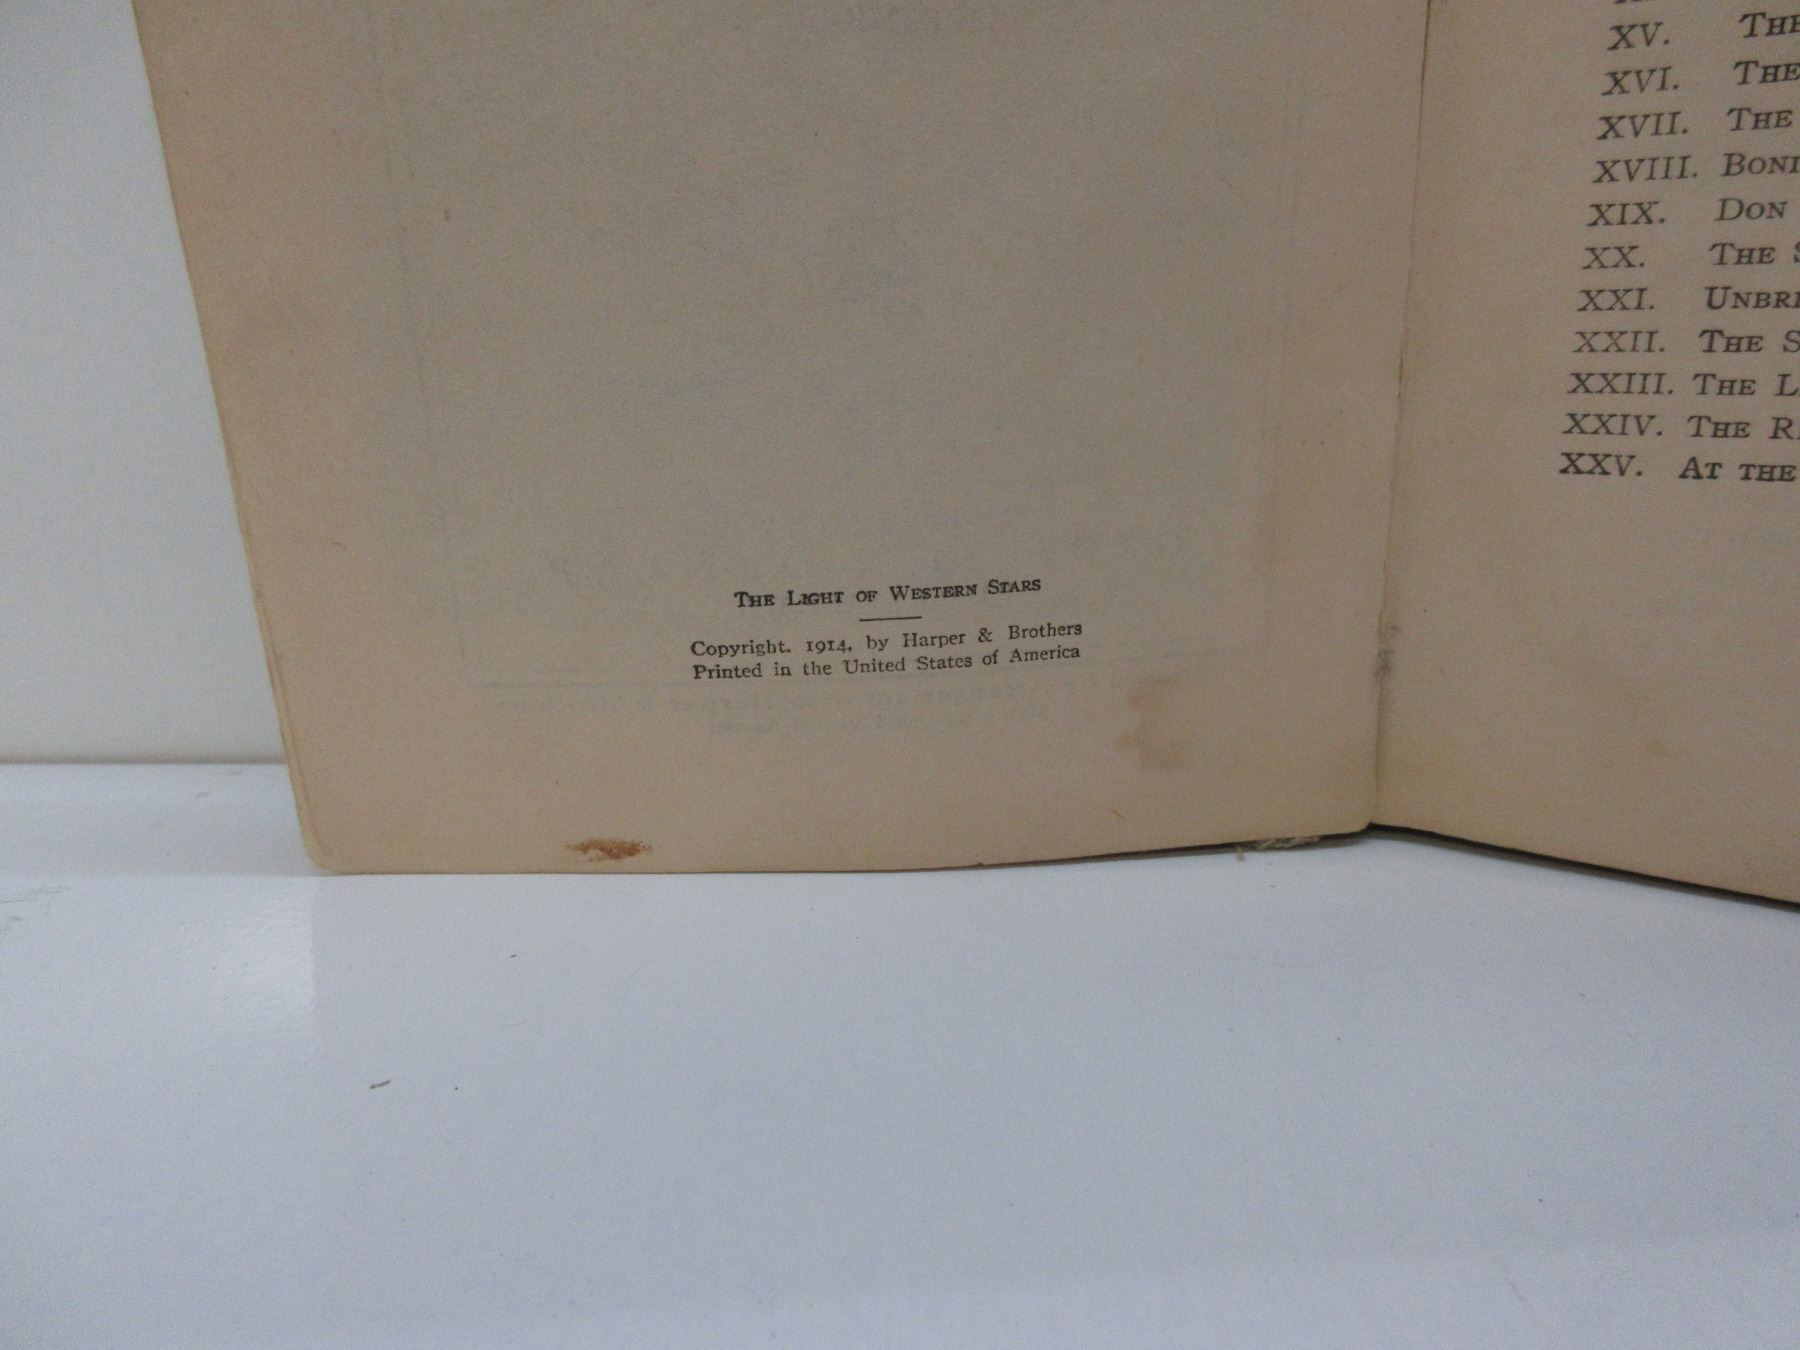 The Light of Western Stars
Copyright. 1914, by Harper & Brothers
Printed in the United States of America
XV. The
XVI. The
XVII. The
XVIII. Boni
XIX. Don
XX. The S
XXI. Unbri
XXII. The S
XXIII. The L
XXIV. The R
XXV. At the